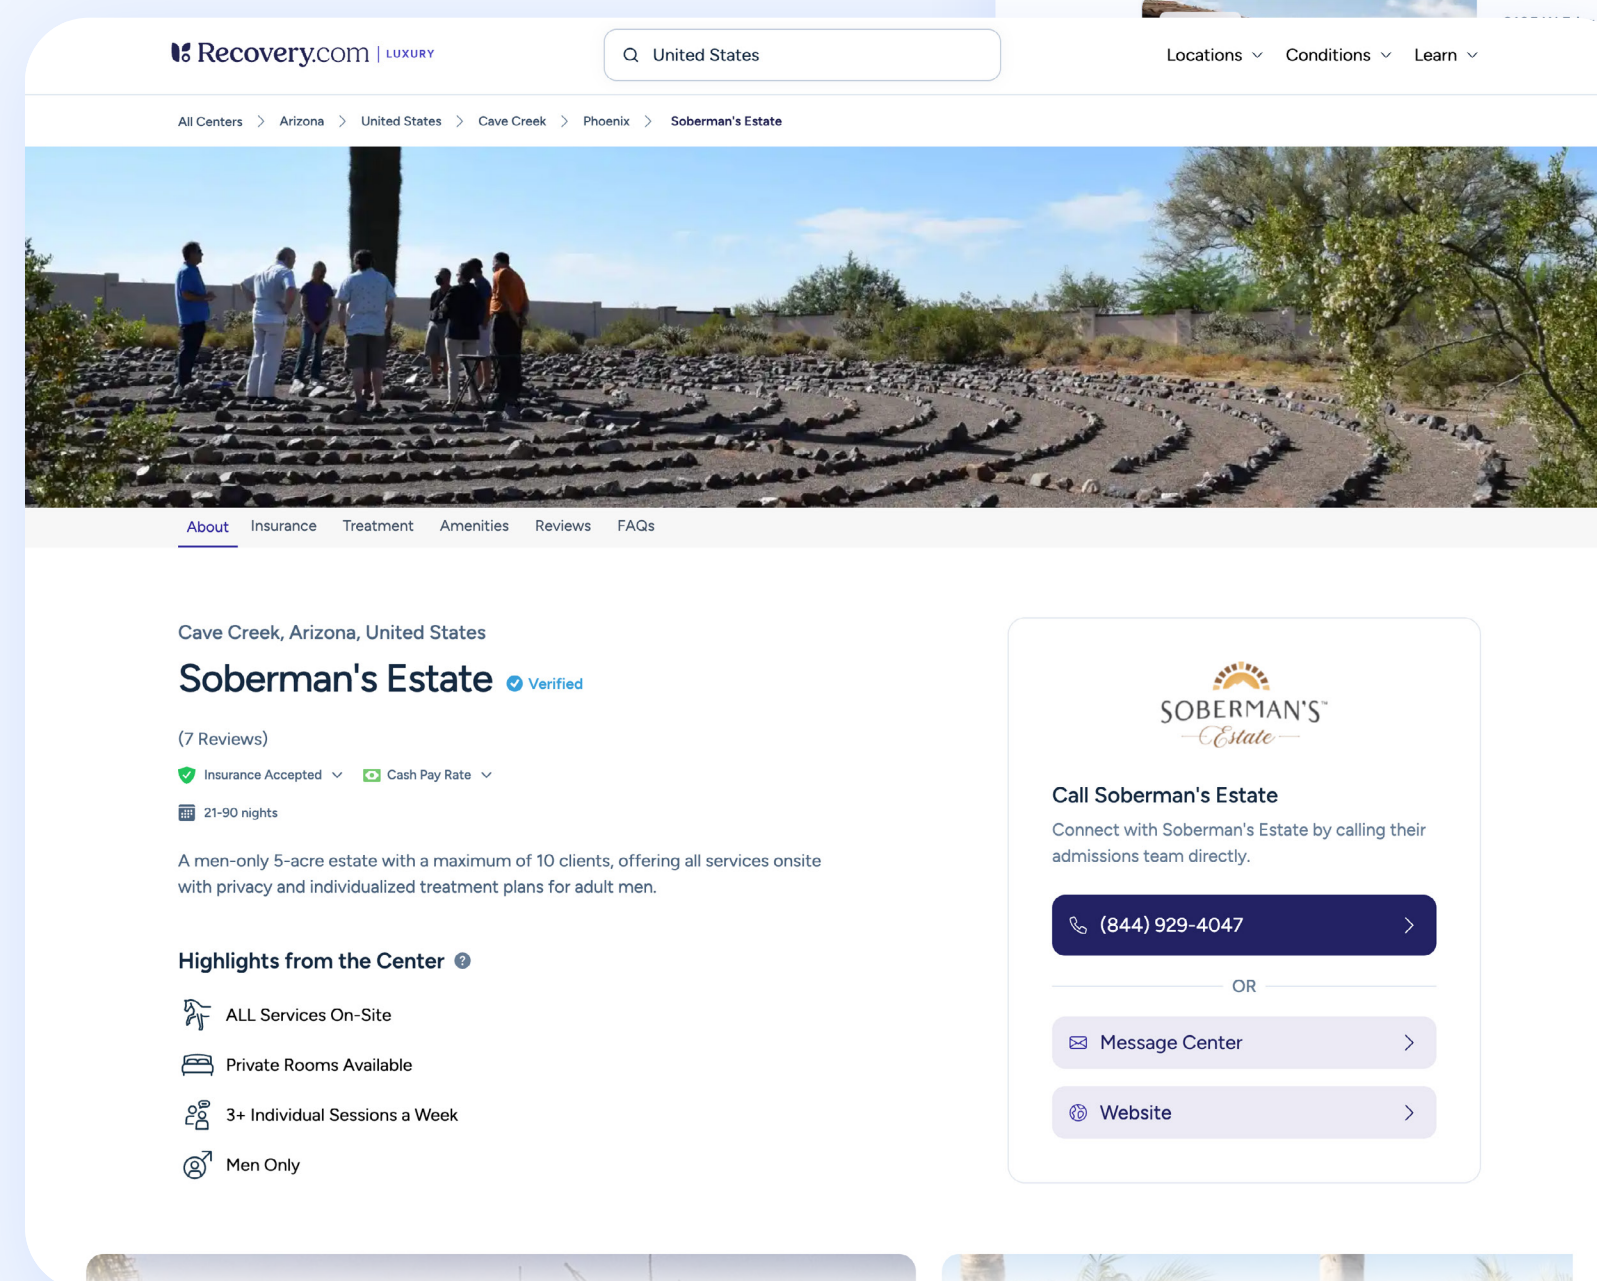 Recovery.com | LUXURY
United States
Locations
Conditions
Learn
All Centers > Arizona > United States > Cave Creek > Phoenix > Soberman's Estate
About
Insurance
Treatment
Amenities
Reviews
FAQs
Cave Creek, Arizona, United States
Soberman's Estate
Verified
(7 Reviews)
Insurance Accepted
Cash Pay Rate
21-90 nights
A men-only 5-acre estate with a maximum of 10 clients, offering all services onsite
with privacy and individualized treatment plans for adult men.
Highlights from the Center
?
ALL Services On-Site
Private Rooms Available
3+ Individual Sessions a Week
Men Only
SOBERMAN'S™
Estate
Call Soberman's Estate
Connect with Soberman's Estate by calling their
admissions team directly.
(844) 929-4047
OR
Message Center
Website